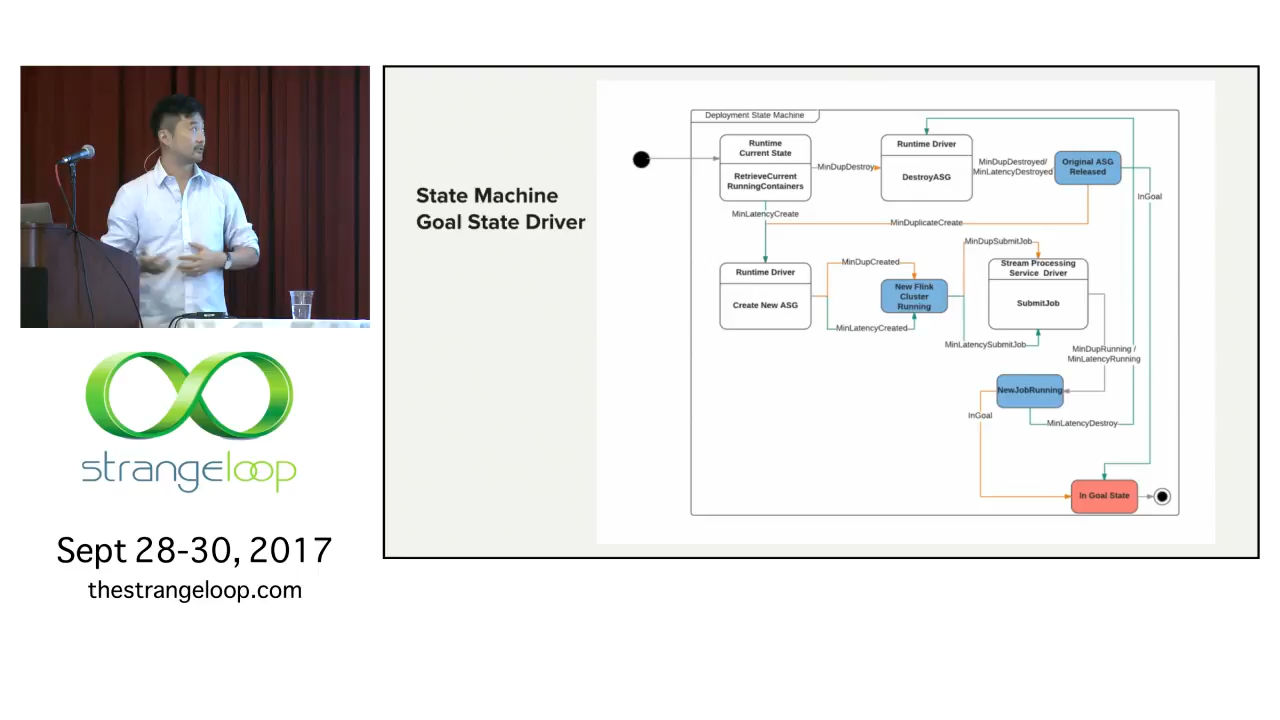 State Machine
Goal State Driver
Deployment State Machine
Runtime
Current State
RetrieveCurrent
RunningContainers
MinDupDestroy
Runtime Driver
DestroyASG
MinDupDestroyed/
MinLatencyDestroyed
Original ASG
Released
InGoal
MinLatencyCreate
MinDuplicateCreate
Runtime Driver
Create New ASG
MinDupCreated
MinLatencyCreated
New Flink
Cluster
Running
MinDupSubmitJob
MinLatencySubmitJob
Stream Processing
Service Driver
SubmitJob
MinDupRunning /
MinLatencyRunning
NewJobRunning
InGoal
MinLatencyDestroy
In Goal State
strangeloop
Sept 28-30, 2017
thestrangeloop.com